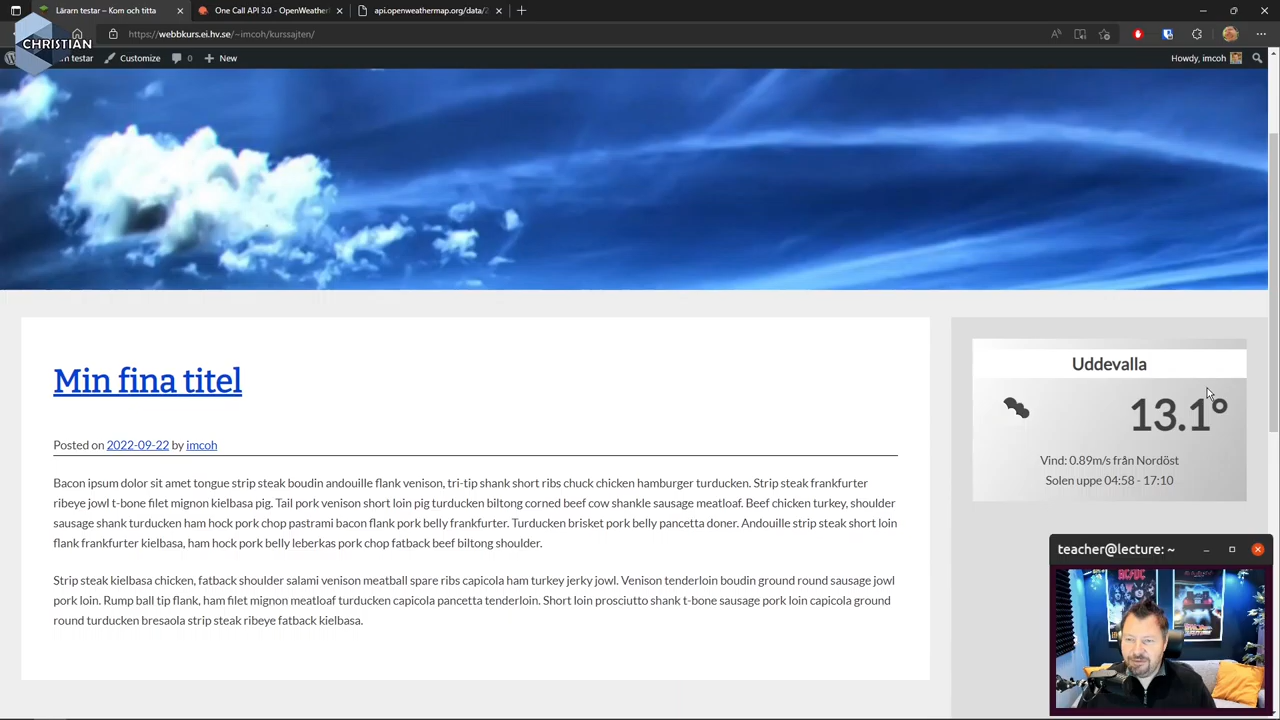 Lärarn testar – Kom och titta
One Call API 3.0 - OpenWeather
api.openweathermap.org/data/
https://webbkurs.ei.hv.se/~imcoh/kurssajten/
CHRISTIAN
testar
Customize
0
New
Howdy, imcoh
Min fina titel
Posted on 2022-09-22 by imcoh
Bacon ipsum dolor sit amet tongue strip steak boudin andouille flank venison, tri-tip shank short ribs chuck chicken hamburger turducken. Strip steak frankfurter
ribeye jowl t-bone filet mignon kielbasa pig. Tail pork venison short loin pig turducken biltong corned beef cow shankle sausage meatloaf. Beef chicken turkey, shoulder
sausage shank turducken ham hock pork chop pastrami bacon flank pork belly frankfurter. Turducken brisket pork belly pancetta doner. Andouille strip steak short loin
flank frankfurter kielbasa, ham hock pork belly leberkas pork chop fatback beef biltong shoulder.
Strip steak kielbasa chicken, fatback shoulder salami venison meatball spare ribs capicola ham turkey jerky jowl. Venison tenderloin boudin ground round sausage jowl
pork loin. Rump ball tip flank, ham filet mignon meatloaf turducken capicola pancetta tenderloin. Short loin prosciutto shank t-bone sausage pork loin capicola ground
round turducken bresaola strip steak ribeye fatback kielbasa.
Uddevalla
13.1°
Vind: 0.89m/s från Nordöst
Solen uppe 04:58 - 17:10
teacher@lecture: ~
AC/DC